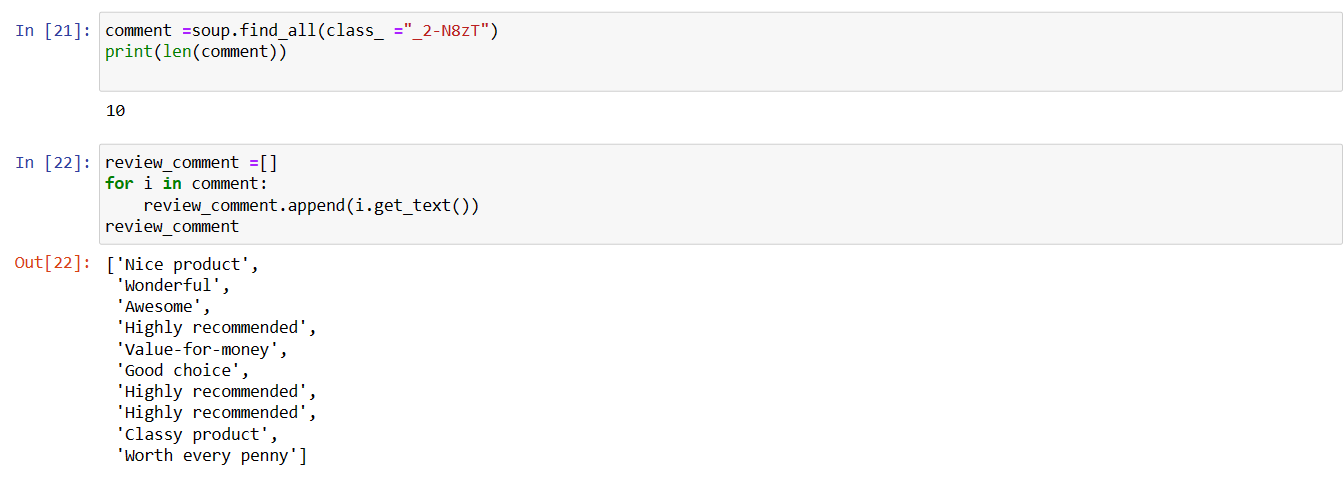 In [21]: comment =soup.find_all(class_ ="_2-N8zT")
print(len(comment))
10
In [22]: review_comment =[]
for i in comment:
    review_comment.append(i.get_text())
review_comment
Out[22]: ['Nice product',
'Wonderful',
'Awesome',
'Highly recommended',
'Value-for-money',
'Good choice',
'Highly recommended',
'Highly recommended',
'Classy product',
'Worth every penny']